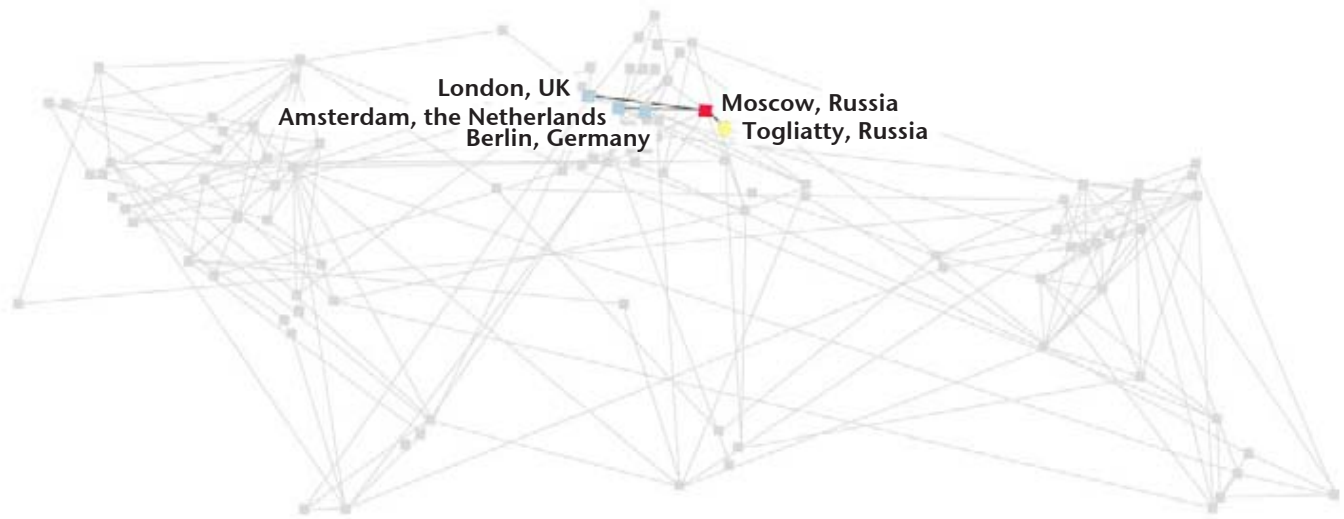 London, UK
Moscow, Russia
Amsterdam, the Netherlands
Togliatty, Russia
Berlin, Germany